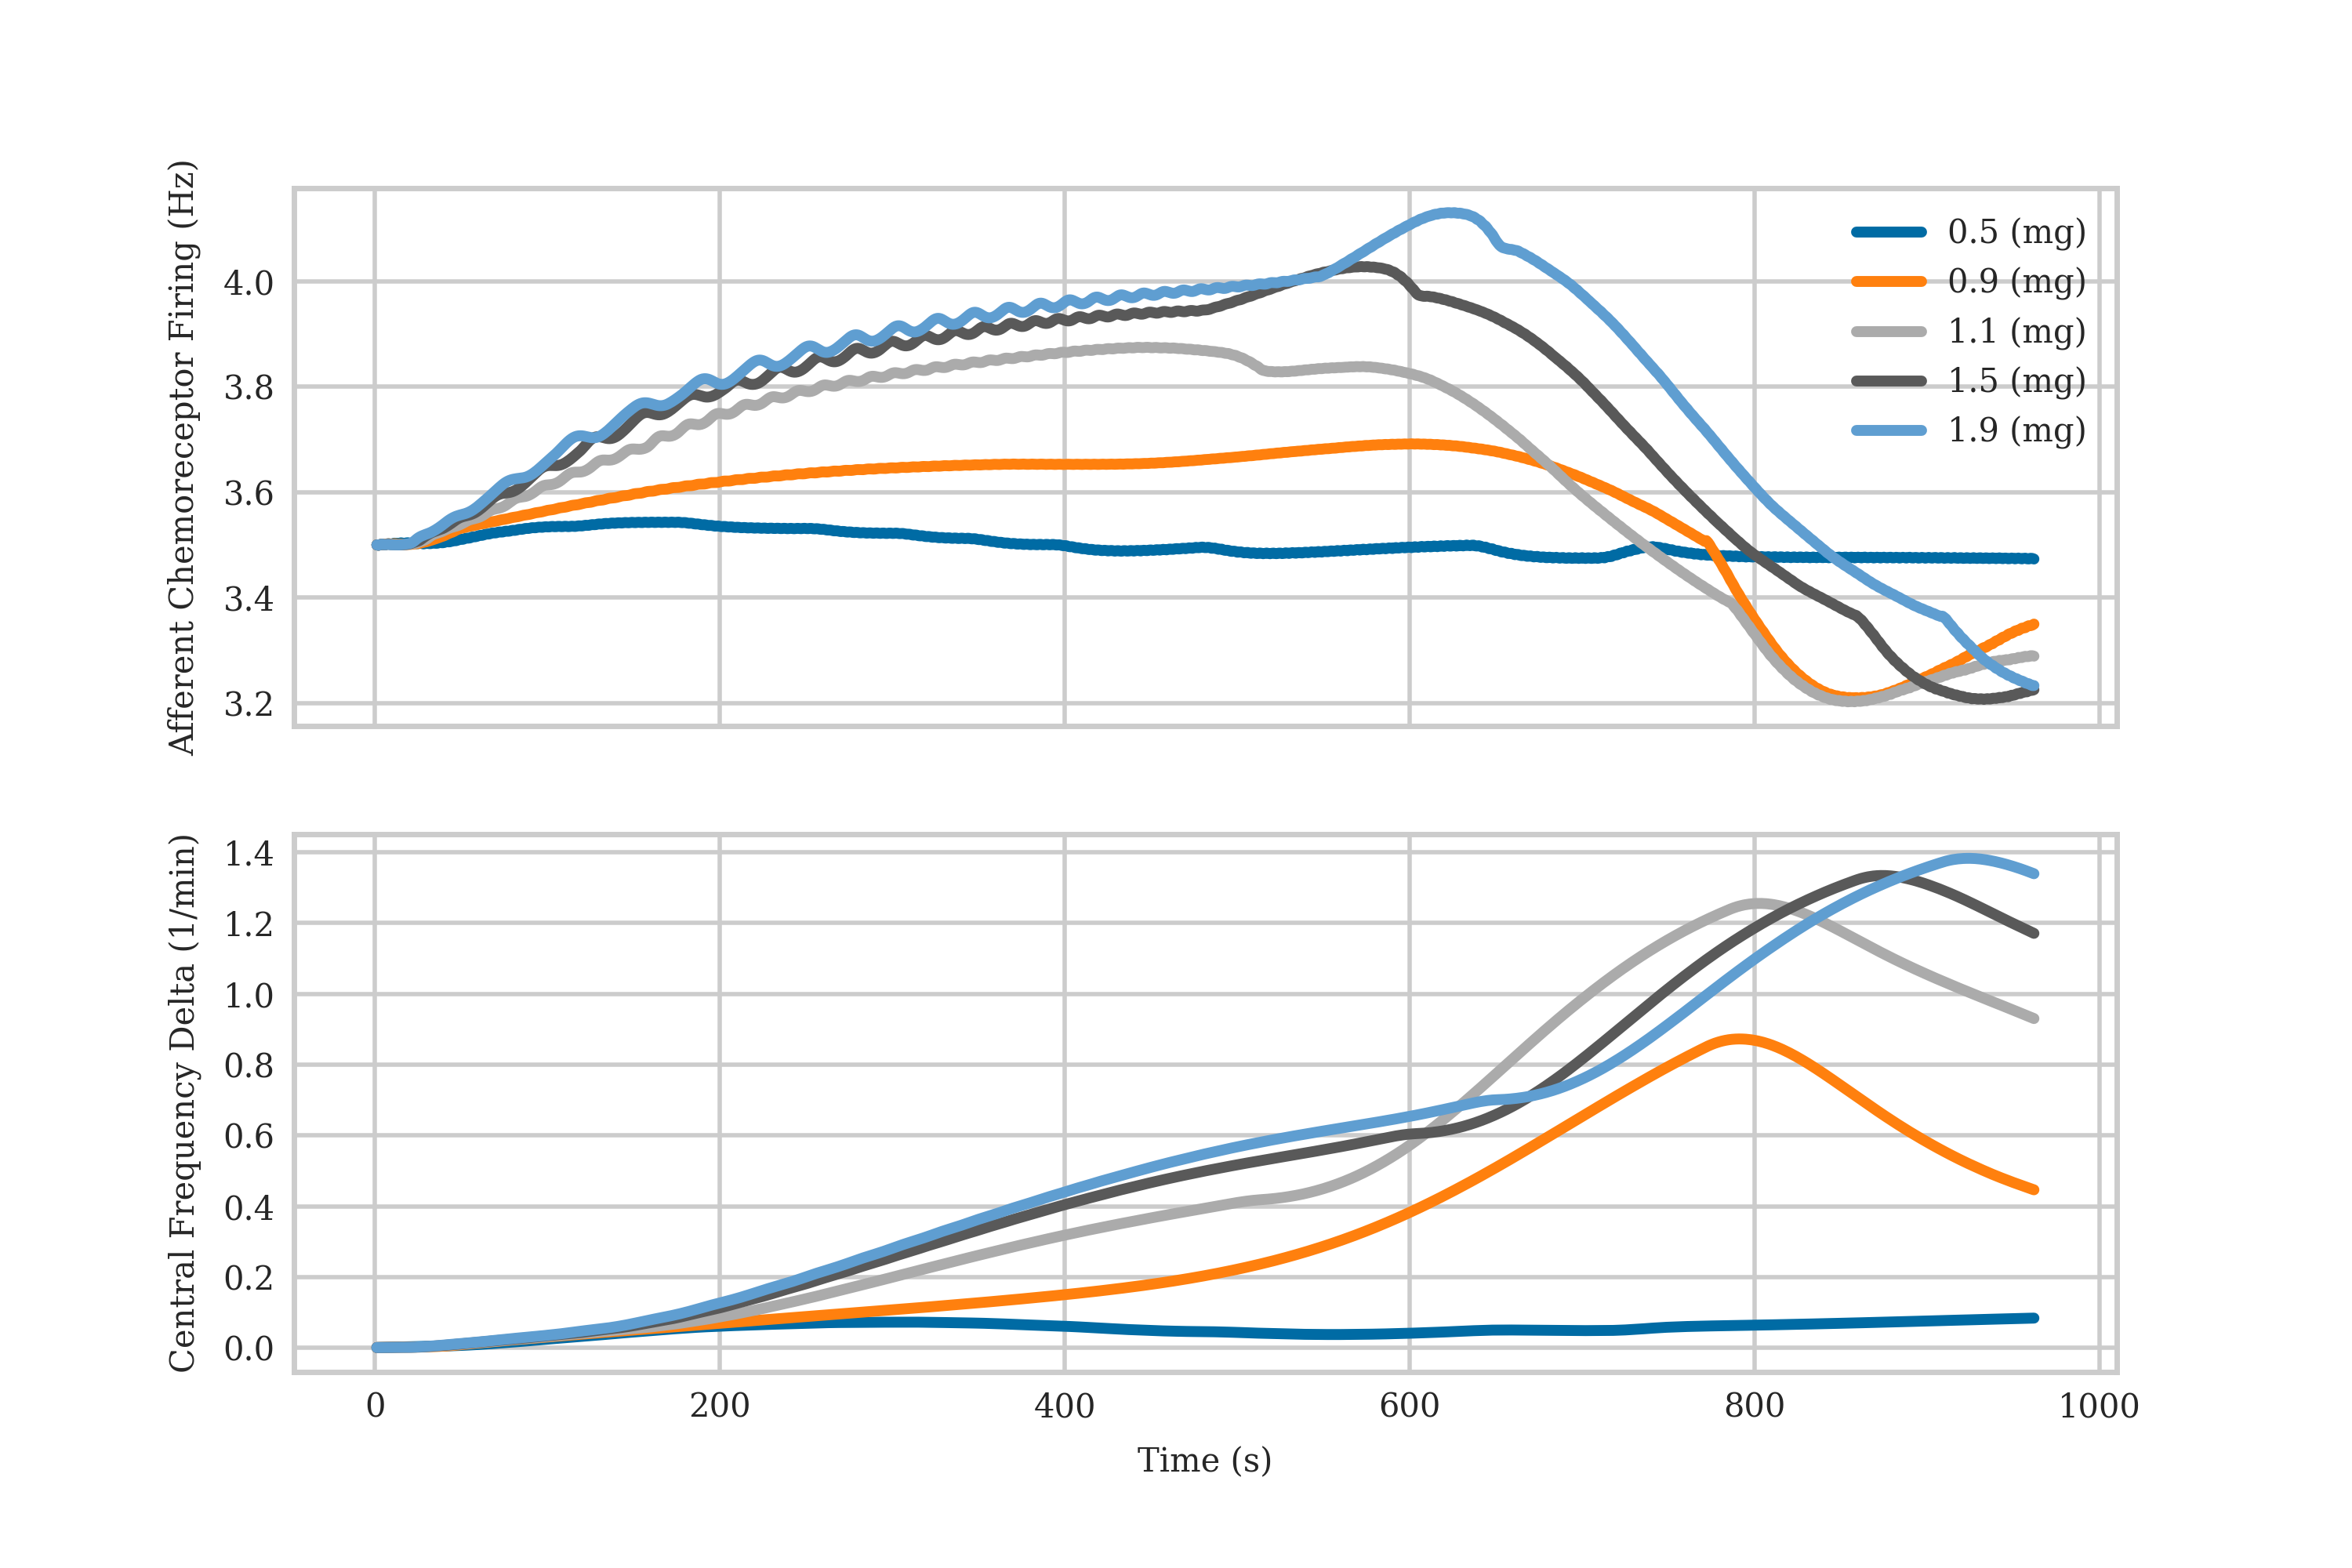 Afferent Chemoreceptor Firing (Hz)
4.0
3.8
3.6
3.4
3.2
0.5 (mg)
0.9 (mg)
1.1 (mg)
1.5 (mg)
1.9 (mg)
Central Frequency Delta (1/min)
1.4
1.2
1.0
0.8
0.6
0.4
0.2
0.0
0 200 400 600 800 1000
Time (s)